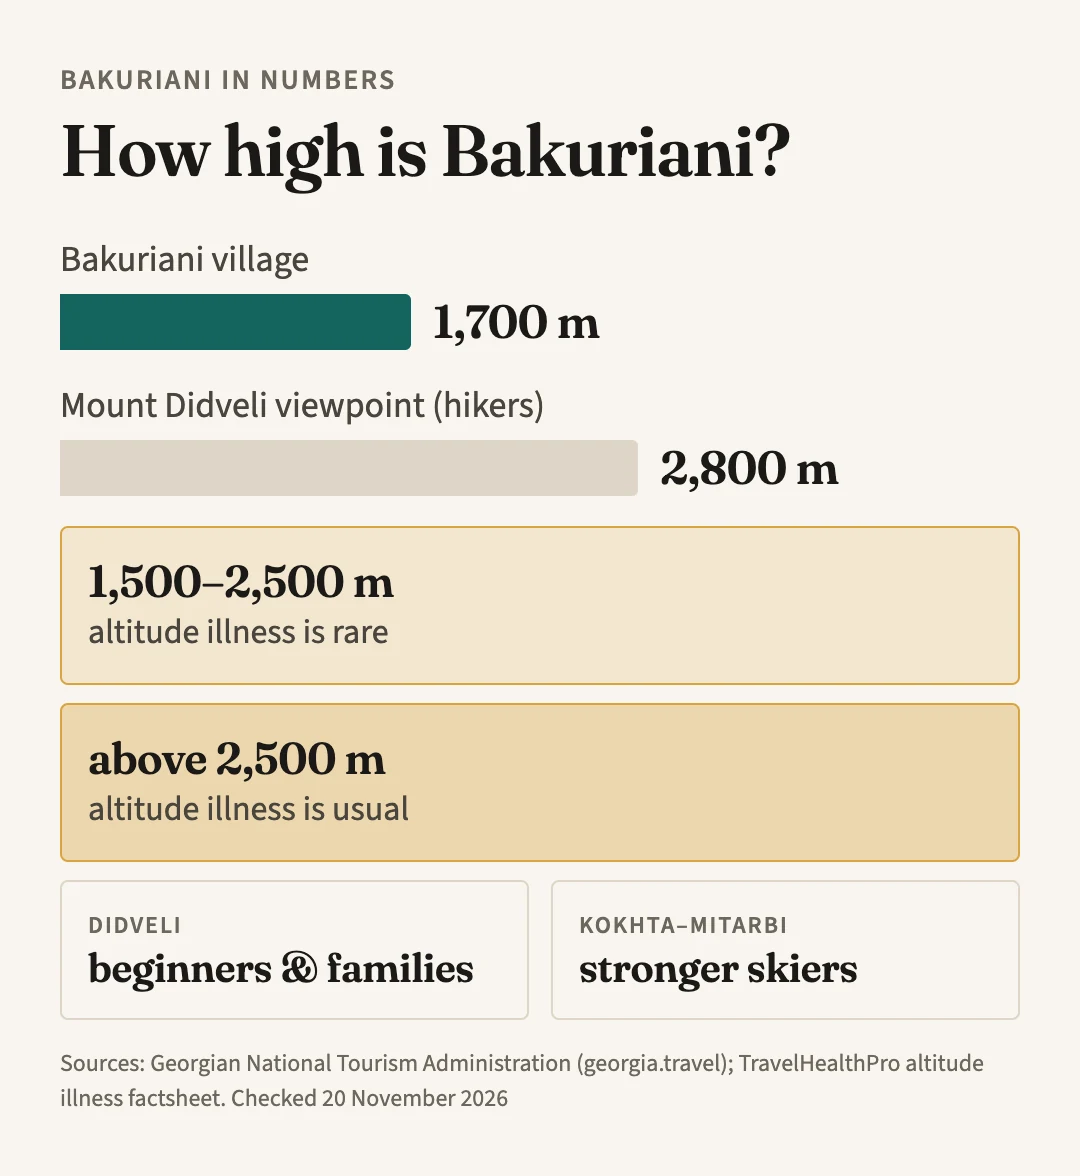 BAKURIANI IN NUMBERS
How high is Bakuriani?
Bakuriani village
1,700 m
Mount Didveli viewpoint (hikers)
2,800 m
1,500–2,500 m
altitude illness is rare
above 2,500 m
altitude illness is usual
DIDVELI
beginners & families
KOKHTA–MITARBI
stronger skiers
Sources: Georgian National Tourism Administration (georgia.travel); TravelHealthPro altitude
illness factsheet. Checked 20 November 2026